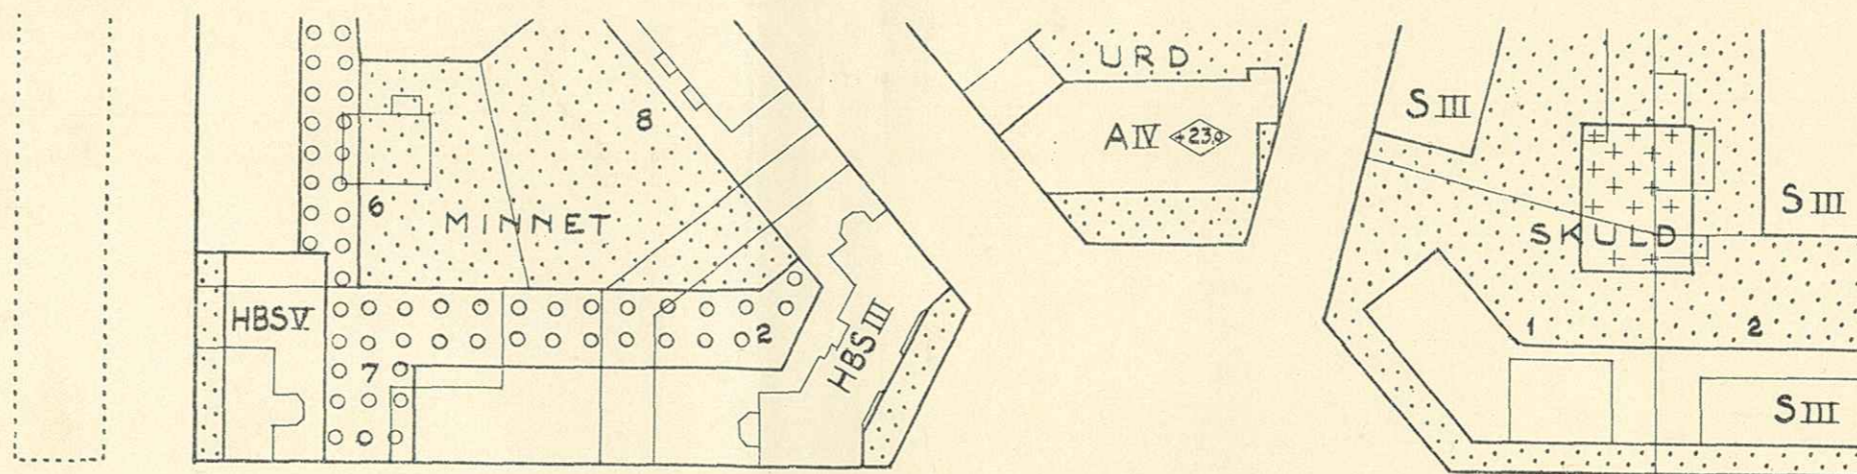 URD
AIV +23,0
SIII
SIII
8
6
MINNET
SKULD
HBSV
HBSIII
7
2
1
2
SIII